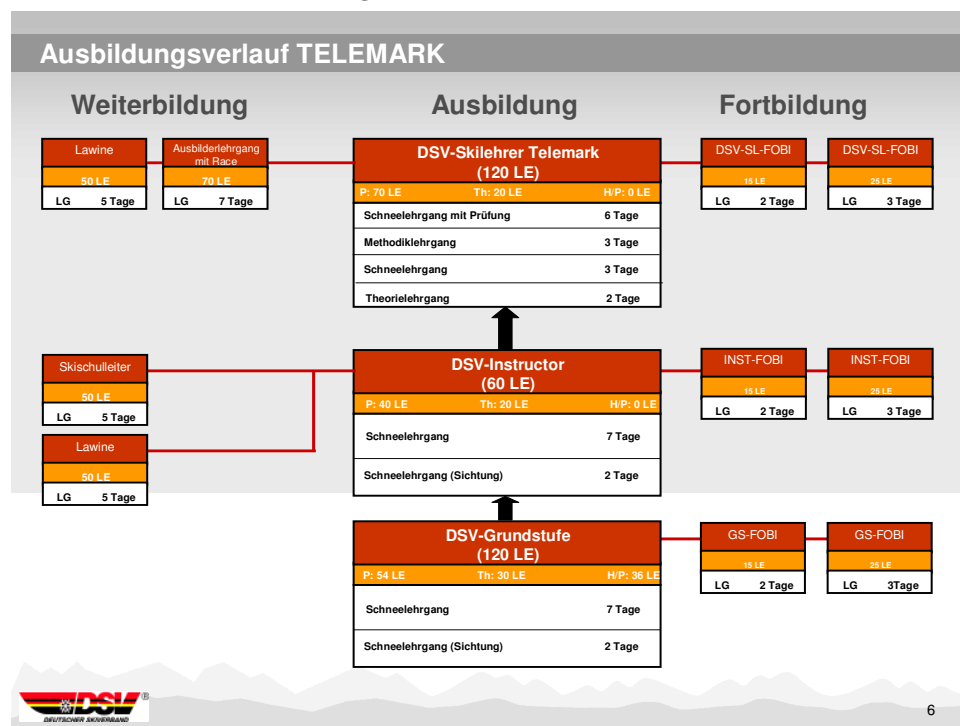 Ausbildungsverlauf TELEMARK
Weiterbildung
Ausbildung
Fortbildung
Lawine
50 LE
LG 5 Tage
Ausbilderlehrgang
mit Race
70 LE
LG 7 Tage
DSV-Skilehrer Telemark
(120 LE)
P: 70 LE Th: 20 LE H/P: 0 LE
Schneelehrgang mit Prüfung 6 Tage
Methodiklehrgang 3 Tage
Schneelehrgang 3 Tage
Theorielehrgang 2 Tage
DSV-SL-FOBI
15 LE
LG 2 Tage
DSV-SL-FOBI
25 LE
LG 3 Tage
Skischulleiter
50 LE
LG 5 Tage
Lawine
50 LE
LG 5 Tage
DSV-Instructor
(60 LE)
P: 40 LE Th: 20 LE H/P: 0 LE
Schneelehrgang 7 Tage
Schneelehrgang (Sichtung) 2 Tage
INST-FOBI
15 LE
LG 2 Tage
INST-FOBI
25 LE
LG 3 Tage
DSV-Grundstufe
(120 LE)
P: 54 LE Th: 30 LE H/P: 36 LE
Schneelehrgang 7 Tage
Schneelehrgang (Sichtung) 2 Tage
GS-FOBI
15 LE
LG 2 Tage
GS-FOBI
25 LE
LG 3Tage
DSV®
DEUTSCHER SKIVERBAND
6